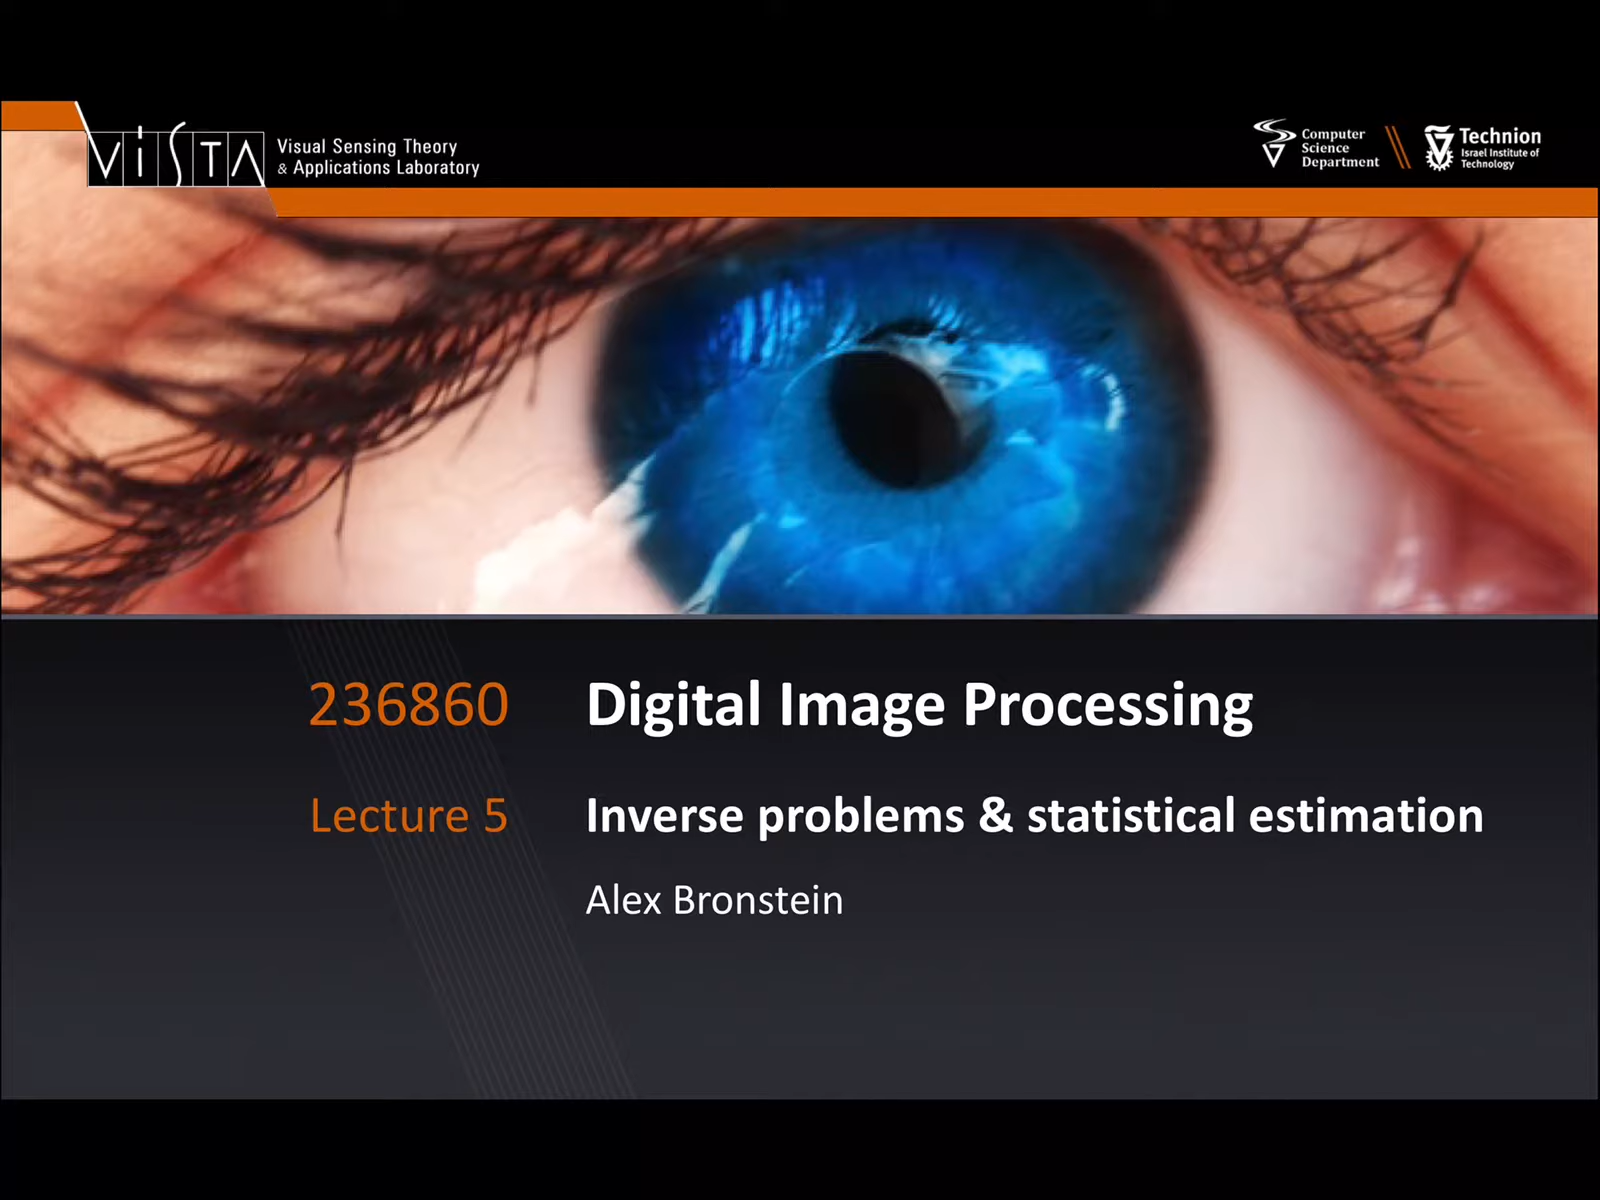 ViSTA
Visual Sensing Theory
& Applications Laboratory
Computer
Science
Department
Technion
Israel Institute of
Technology
236860
Digital Image Processing
Lecture 5
Inverse problems & statistical estimation
Alex Bronstein